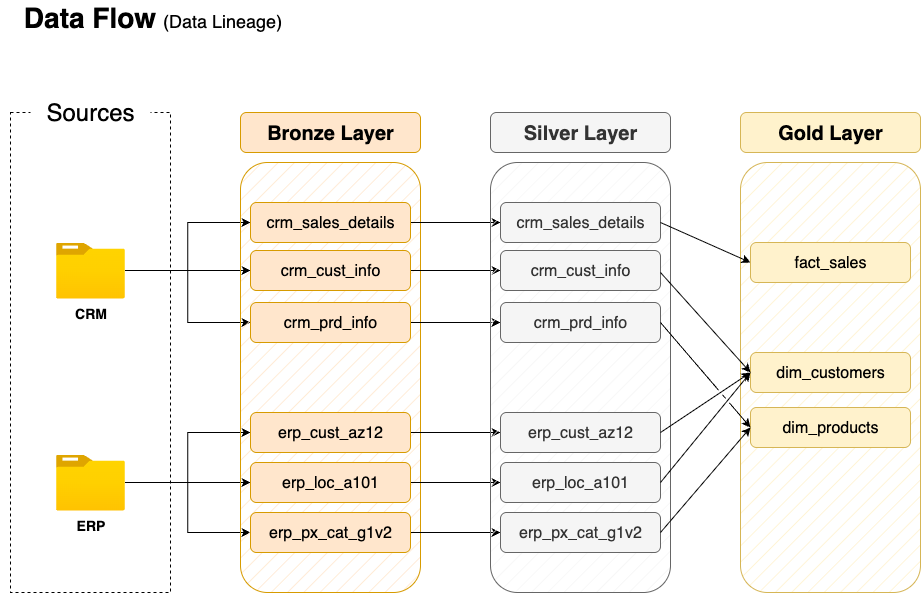 Data Flow (Data Lineage)
Sources
Bronze Layer
Silver Layer
Gold Layer
crm_sales_details
crm_sales_details
crm_cust_info
crm_cust_info
fact_sales
CRM
crm_prd_info
crm_prd_info
dim_customers
erp_cust_az12
erp_cust_az12
dim_products
erp_loc_a101
erp_loc_a101
ERP
erp_px_cat_g1v2
erp_px_cat_g1v2